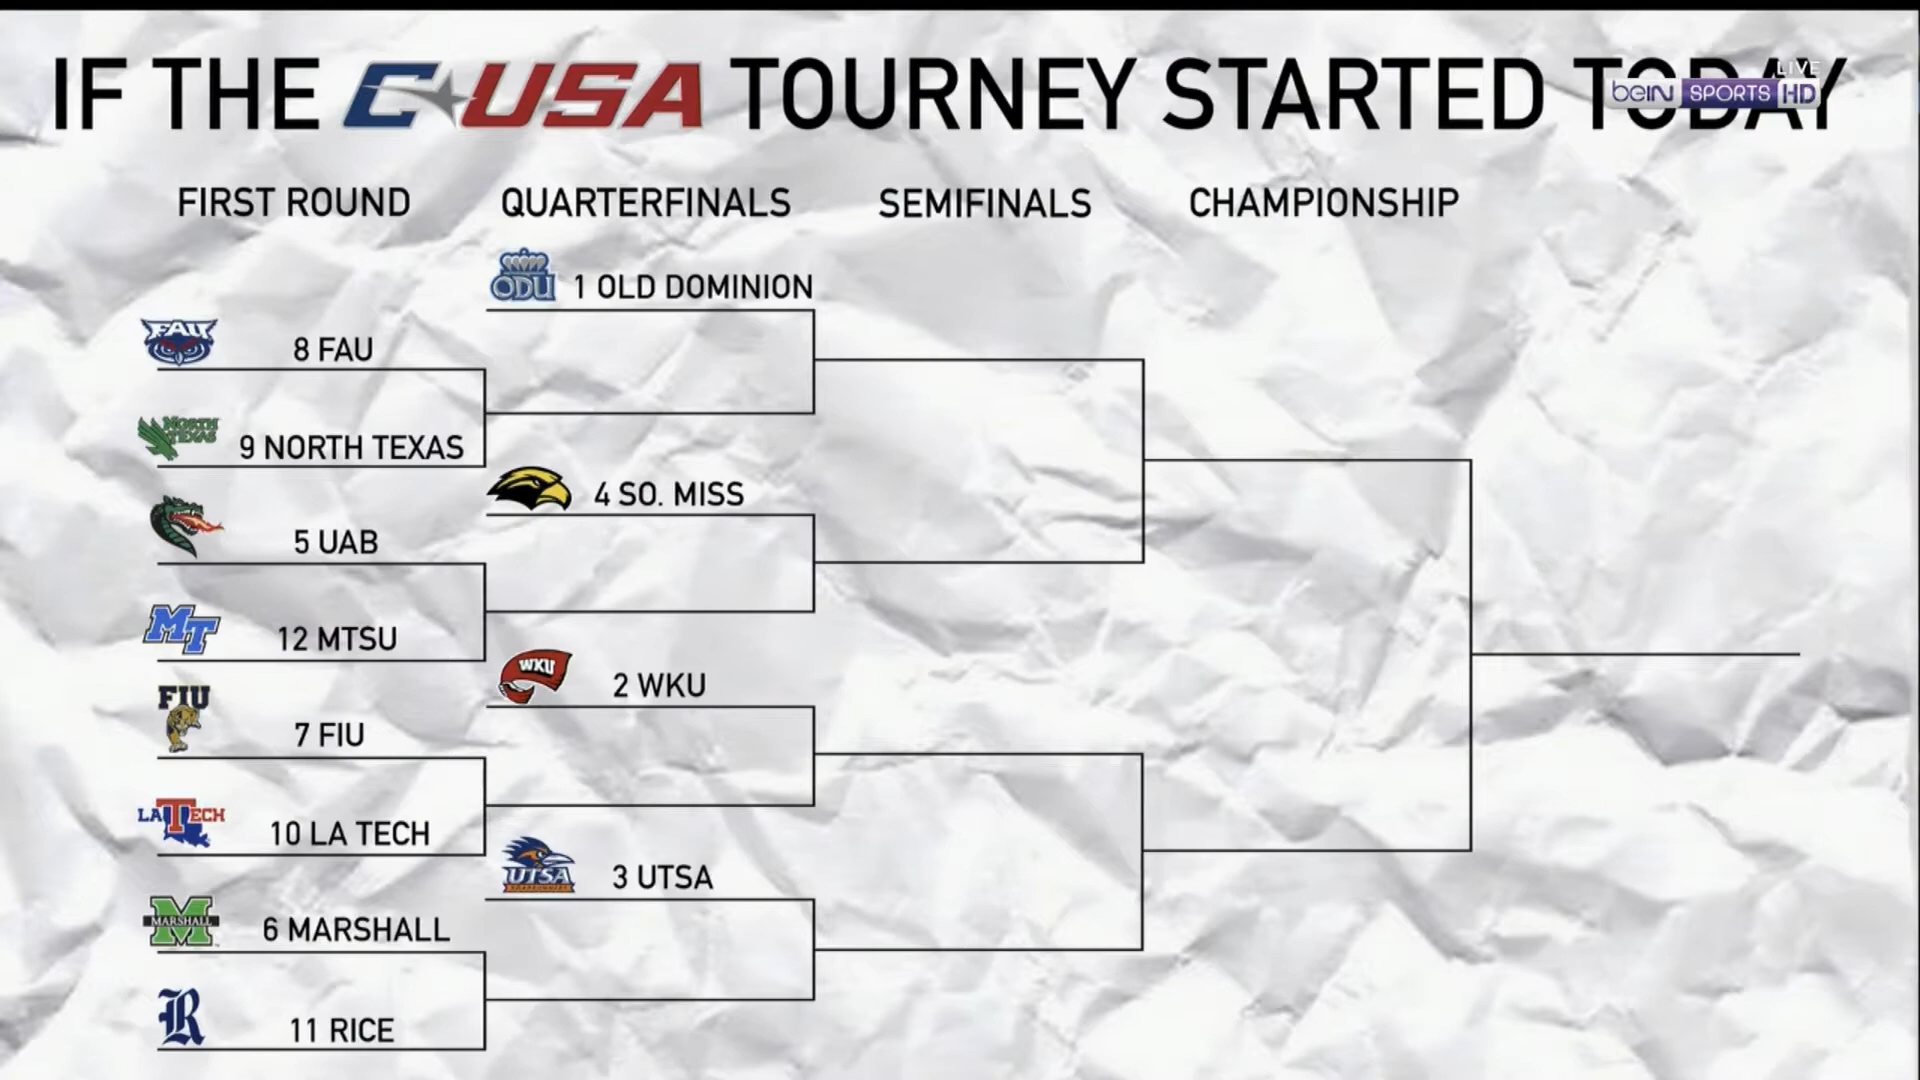 IF THE C USA TOURNEY STARTED TODAY
LIVE
beIN SPORTS HD
FIRST ROUND QUARTERFINALS SEMIFINALS CHAMPIONSHIP
ODU 1 OLD DOMINION
FAU 8 FAU
NORTH TEXAS 9 NORTH TEXAS
4 SO. MISS
5 UAB
MT 12 MTSU
WKU 2 WKU
FIU 7 FIU
LA TECH 10 LA TECH
UTSA 3 UTSA
MARSHALL 6 MARSHALL
R 11 RICE